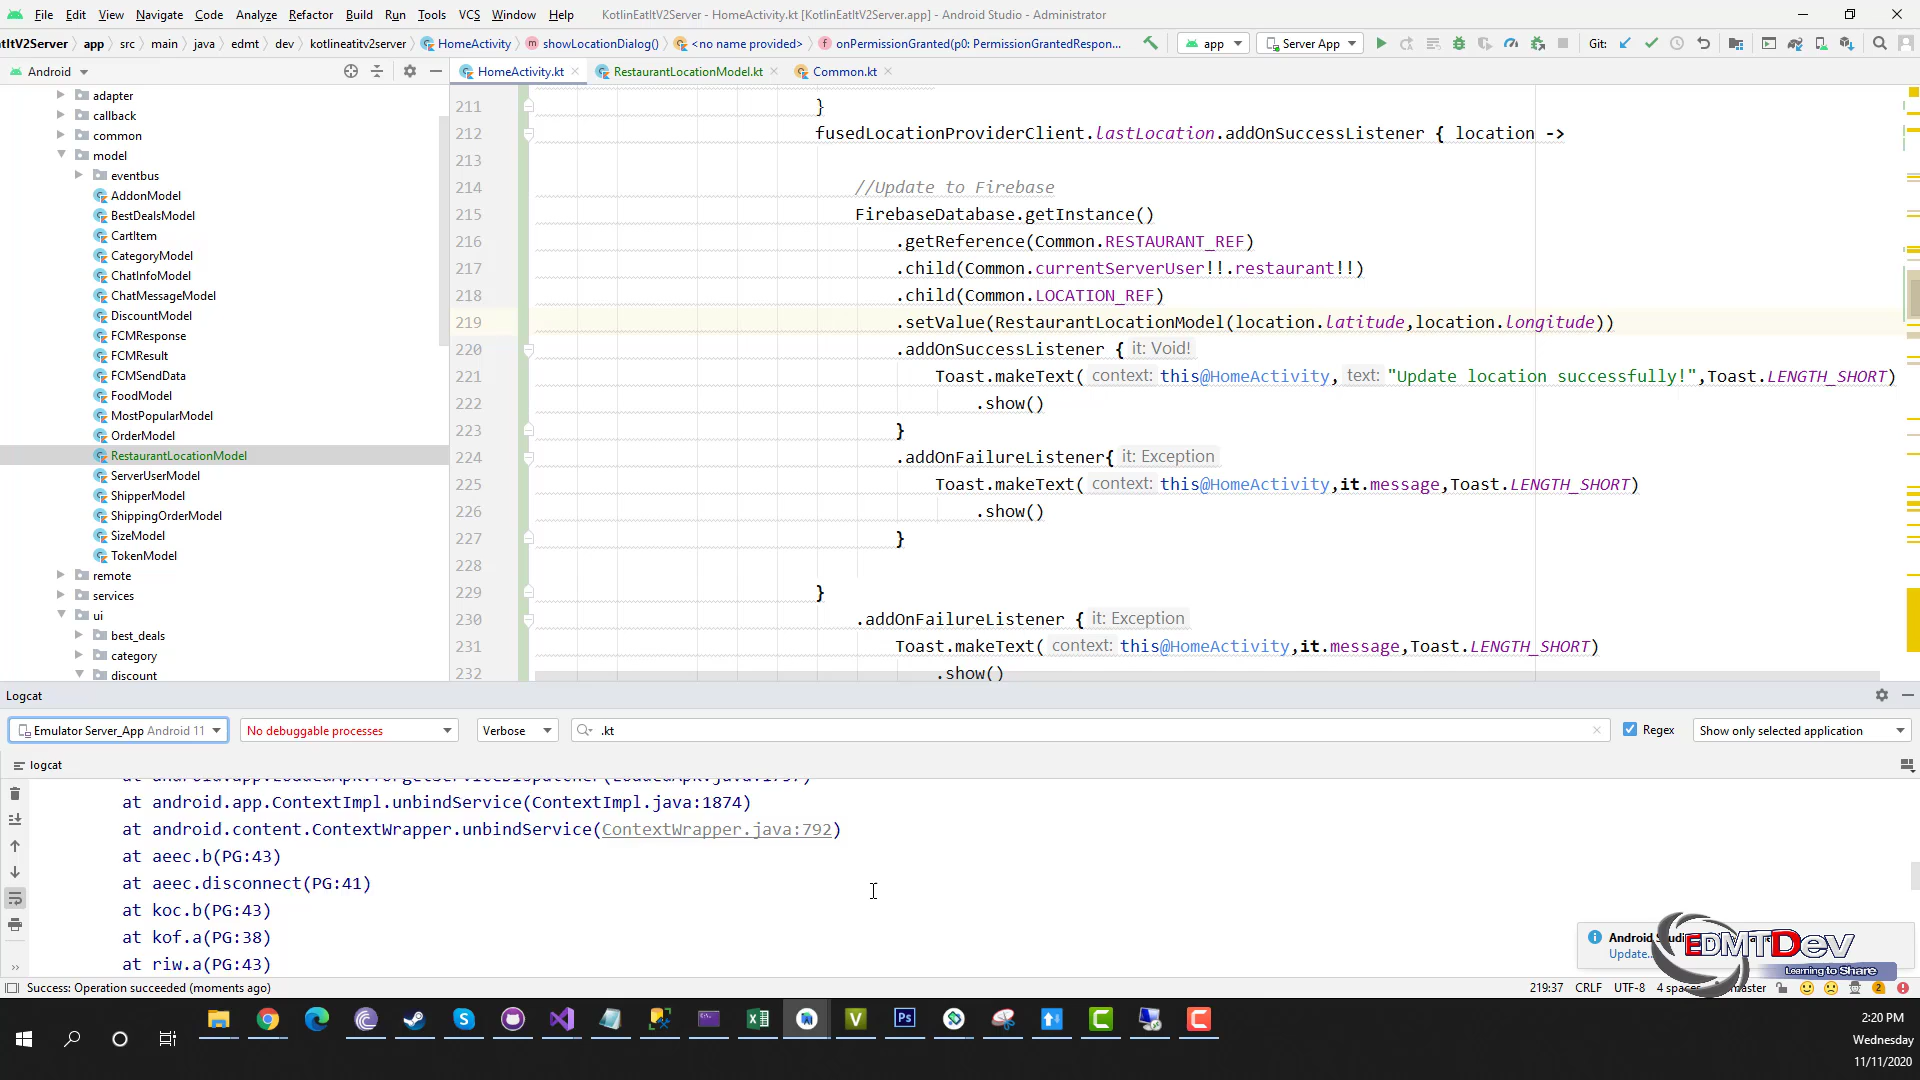 File Edit View Navigate Code Analyze Refactor Build Run Tools VCS Window Help KotlinEatItV2Server - HomeActivity.kt [KotlinEatItV2Server.app] - Android Studio - Administrator
tItV2Server app src main java edmt dev kotlineatitv2server HomeActivity showLocationDialog() <no name provided> onPermissionGranted(p0: PermissionGrantedRespon... app Server App Git:
Android HomeActivity.kt RestaurantLocationModel.kt Common.kt
adapter
callback
common
model
eventbus
AddonModel
BestDealsModel
CartItem
CategoryModel
ChatInfoModel
ChatMessageModel
DiscountModel
FCMResponse
FCMResult
FCMSendData
FoodModel
MostPopularModel
OrderModel
RestaurantLocationModel
ServerUserModel
ShipperModel
ShippingOrderModel
SizeModel
TokenModel
remote
services
ui
best_deals
category
discount
211 }
212 fusedLocationProviderClient.lastLocation.addOnSuccessListener { location ->
213
214 //Update to Firebase
215 FirebaseDatabase.getInstance()
216 .getReference(Common.RESTAURANT_REF)
217 .child(Common.currentServerUser!!.restaurant!!)
218 .child(Common.LOCATION_REF)
219 .setValue(RestaurantLocationModel(location.latitude,location.longitude))
220 .addOnSuccessListener { it: Void!
221 Toast.makeText( context: this@HomeActivity, text: "Update location successfully!",Toast.LENGTH_SHORT)
222 .show()
223 }
224 .addOnFailureListener{ it: Exception
225 Toast.makeText( context: this@HomeActivity,it.message,Toast.LENGTH_SHORT)
226 .show()
227 }
228
229 }
230 .addOnFailureListener { it: Exception
231 Toast.makeText( context: this@HomeActivity,it.message,Toast.LENGTH_SHORT)
232 .show()
Logcat
Emulator Server_App Android 11 No debuggable processes Verbose .kt Regex Show only selected application
logcat
at android.app.ContextImpl.unbindService(ContextImpl.java:1874)
at android.content.ContextWrapper.unbindService(ContextWrapper.java:792)
at aeec.b(PG:43)
at aeec.disconnect(PG:41)
at koc.b(PG:43)
at kof.a(PG:38)
at riw.a(PG:43)
Android Studi
Update...
EDMTDev
Learning to Share
Success: Operation succeeded (moments ago) 219:37 CRLF UTF-8 4 spaces master 2
2:20 PM
Wednesday
11/11/2020